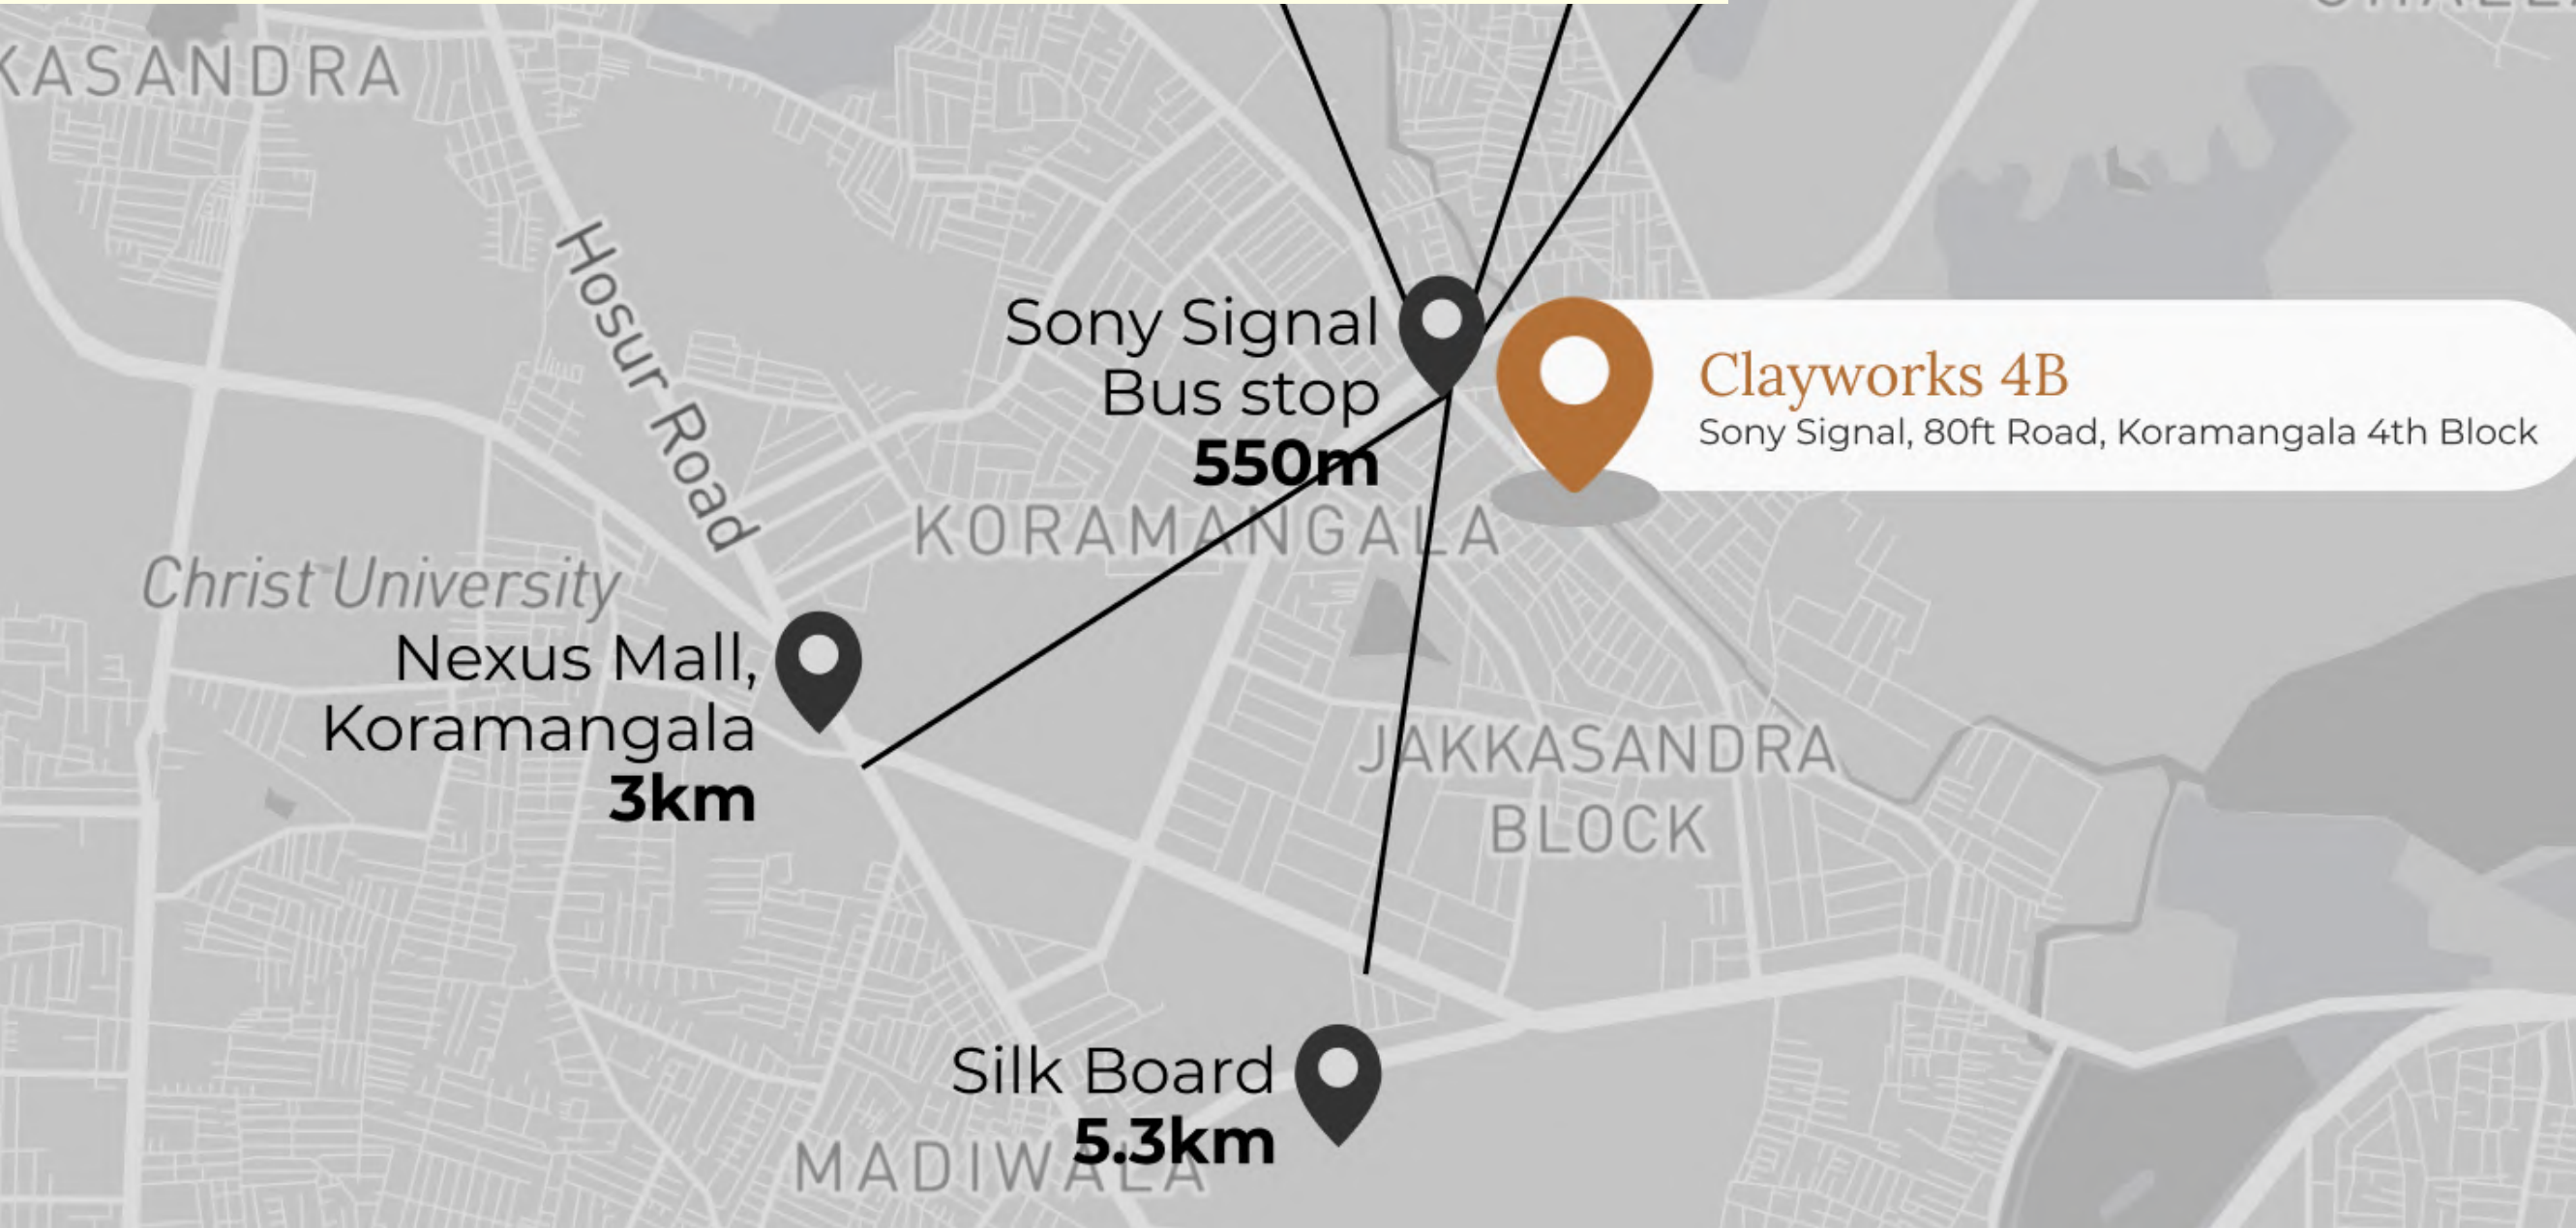 KASANDRA
Hosur Road
Sony Signal
Bus stop
550m
Clayworks 4B
Sony Signal, 80ft Road, Koramangala 4th Block
KORAMANGALA
Christ University
Nexus Mall,
Koramangala
3km
JAKKASANDRA
BLOCK
Silk Board
5.3km
MADIWALA